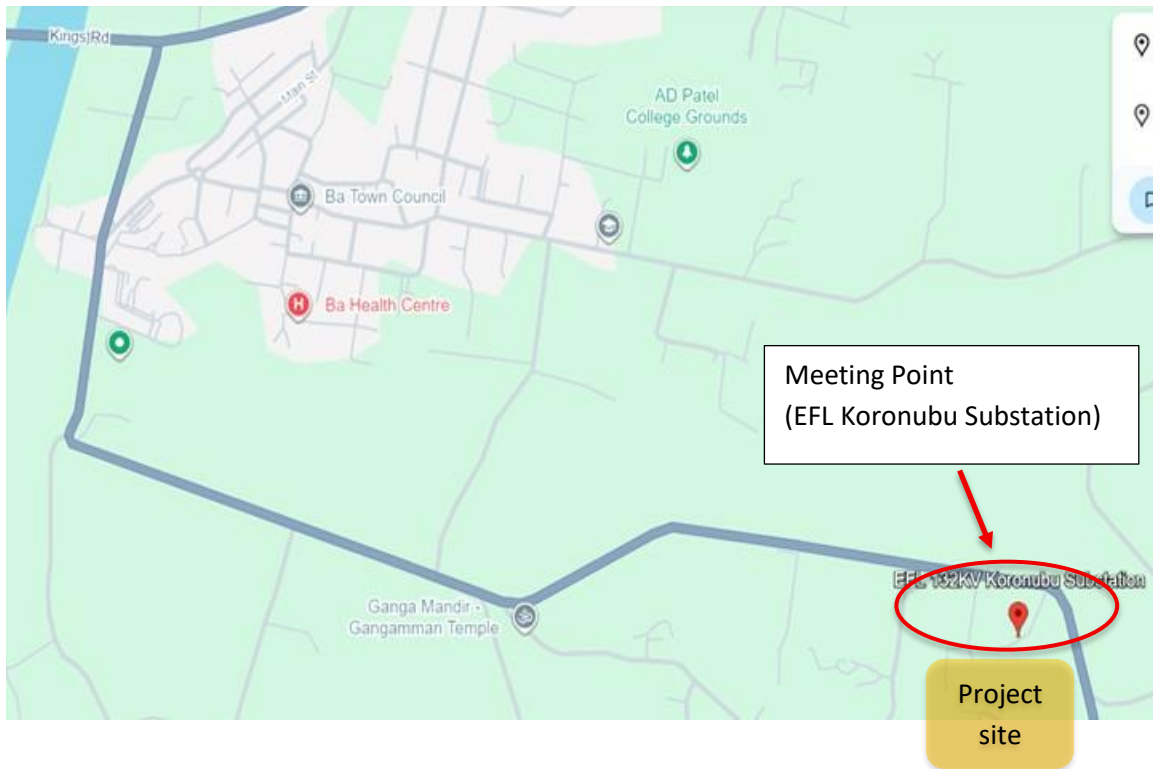 Kings Rd
Main St
AD Patel
College Grounds
Ba Town Council
Ba Health Centre
Meeting Point
(EFL Koronubu Substation)
EFL 132KV Koronubu Substation
Ganga Mandir -
Gangamman Temple
Project
site